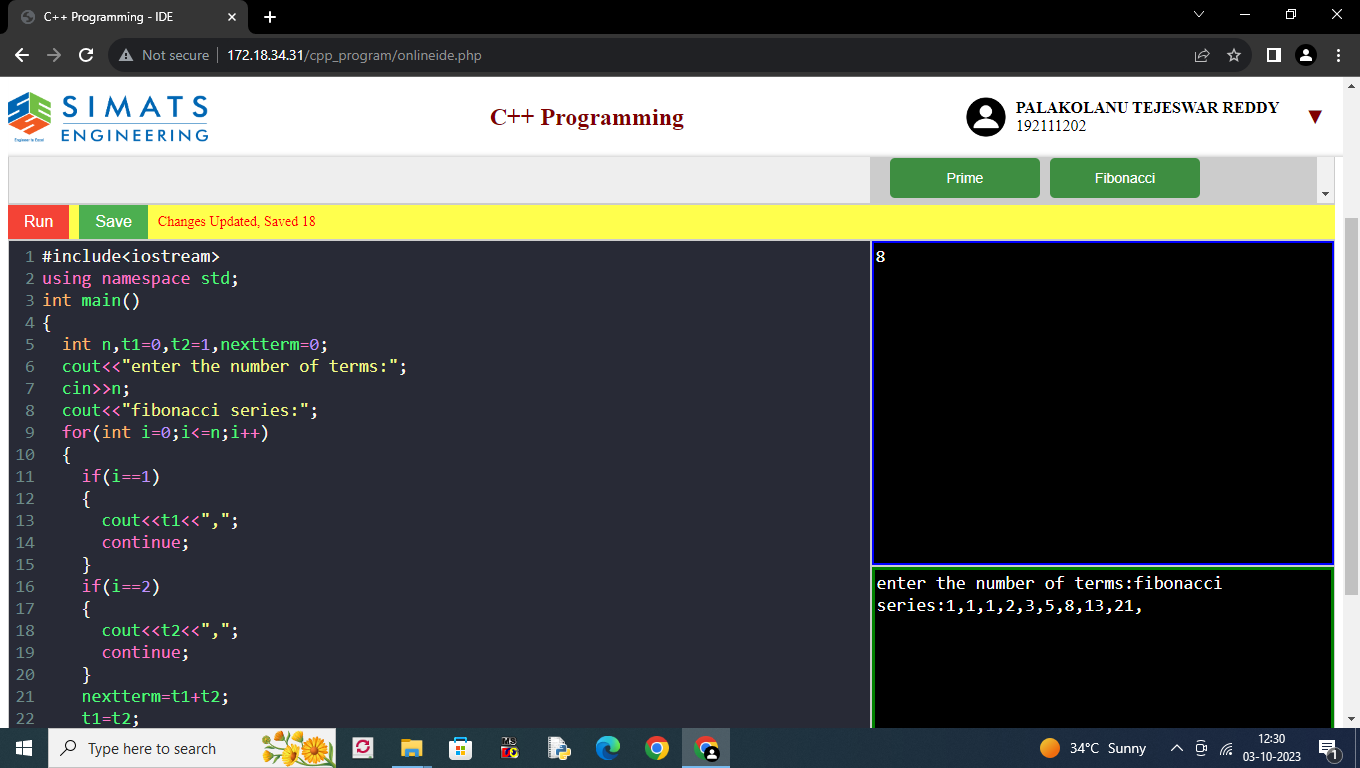 C++ Programming - IDE
Not secure
172.18.34.31/cpp_program/onlineide.php
SIMATS
ENGINEERING
Engineer to Excel
C++ Programming
PALAKOLANU TEJESWAR REDDY
192111202
Prime
Fibonacci
Run
Save
Changes Updated, Saved 18
1 #include<iostream>
2 using namespace std;
3 int main()
4 {
5 int n,t1=0,t2=1,nextterm=0;
6 cout<<"enter the number of terms:";
7 cin>>n;
8 cout<<"fibonacci series:";
9 for(int i=0;i<=n;i++)
10 {
11 if(i==1)
12 {
13 cout<<t1<<",";
14 continue;
15 }
16 if(i==2)
17 {
18 cout<<t2<<",";
19 continue;
20 }
21 nextterm=t1+t2;
22 t1=t2;
8
enter the number of terms:fibonacci
series:1,1,1,2,3,5,8,13,21,
Type here to search
34°C Sunny
12:30
03-10-2023
1